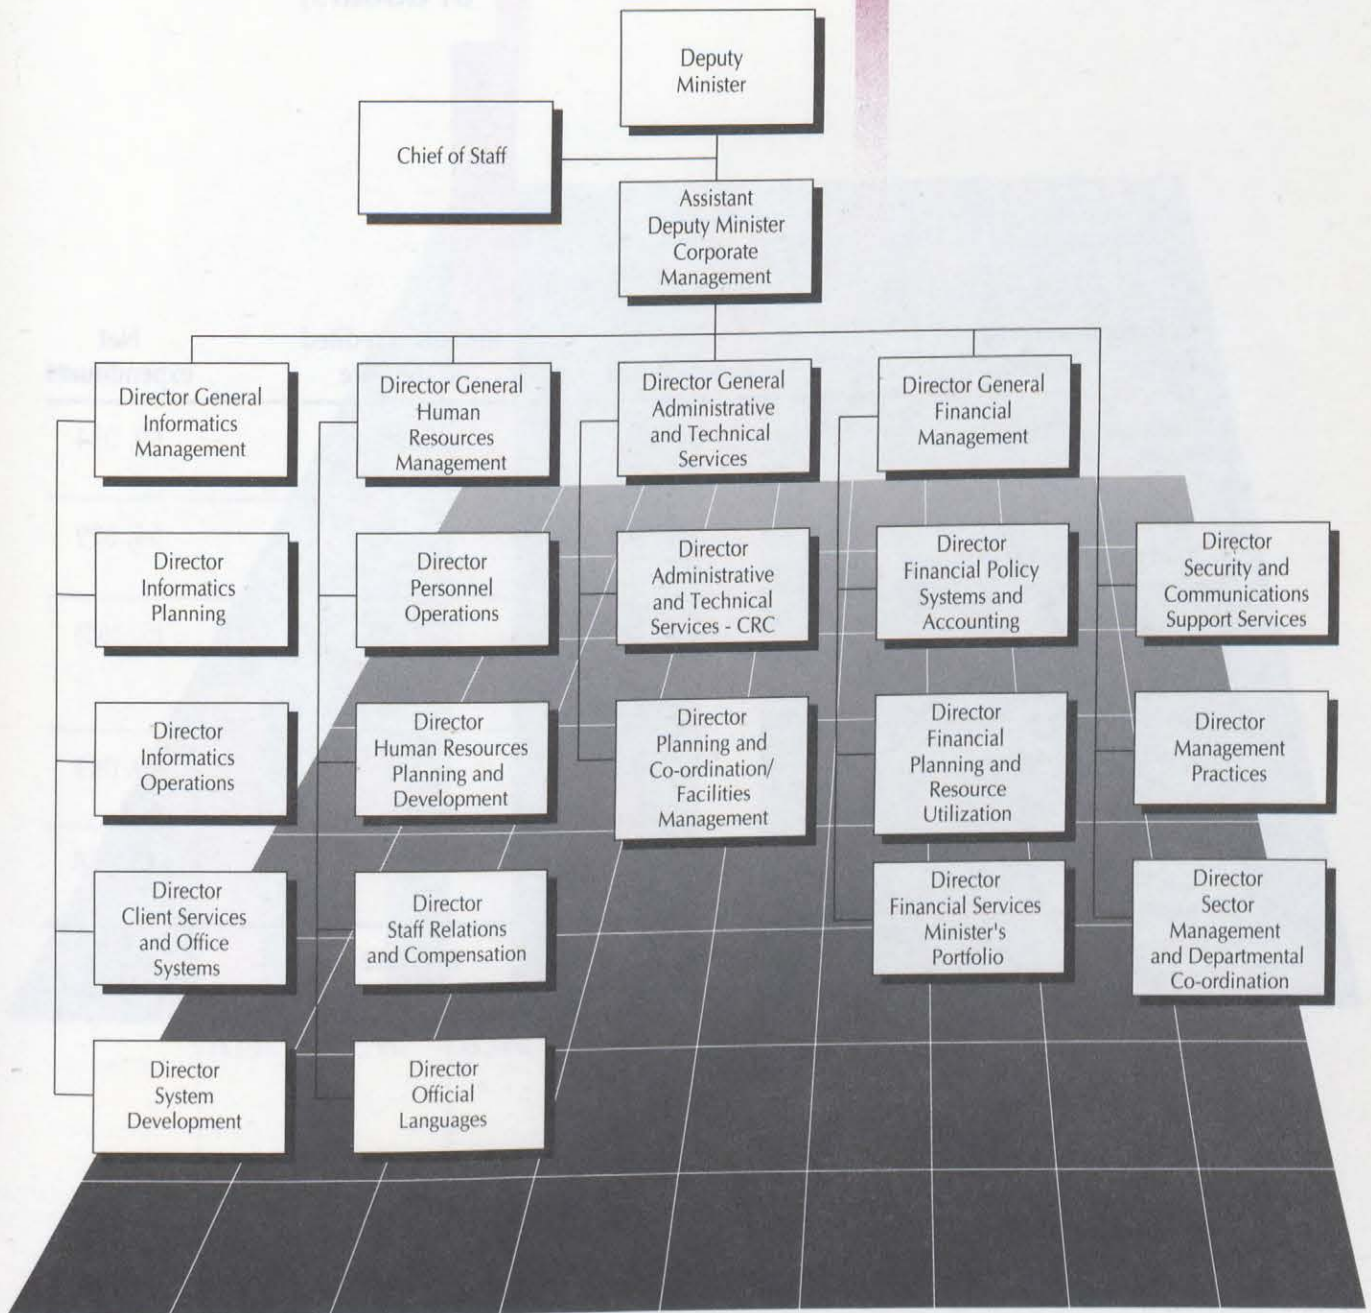 Deputy
Minister
Chief of Staff
Assistant
Deputy Minister
Corporate
Management
Director General
Informatics
Management
Director General
Human
Resources
Management
Director General
Administrative
and Technical
Services
Director General
Financial
Management
Director
Informatics
Planning
Director
Personnel
Operations
Director
Administrative
and Technical
Services - CRC
Director
Financial Policy
Systems and
Accounting
Director
Security and
Communications
Support Services
Director
Informatics
Operations
Director
Human Resources
Planning and
Development
Director
Planning and
Co-ordination/
Facilities
Management
Director
Financial
Planning and
Resource
Utilization
Director
Management
Practices
Director
Client Services
and Office
Systems
Director
Staff Relations
and Compensation
Director
Financial Services
Minister's
Portfolio
Director
Sector
Management
and Departmental
Co-ordination
Director
System
Development
Director
Official
Languages